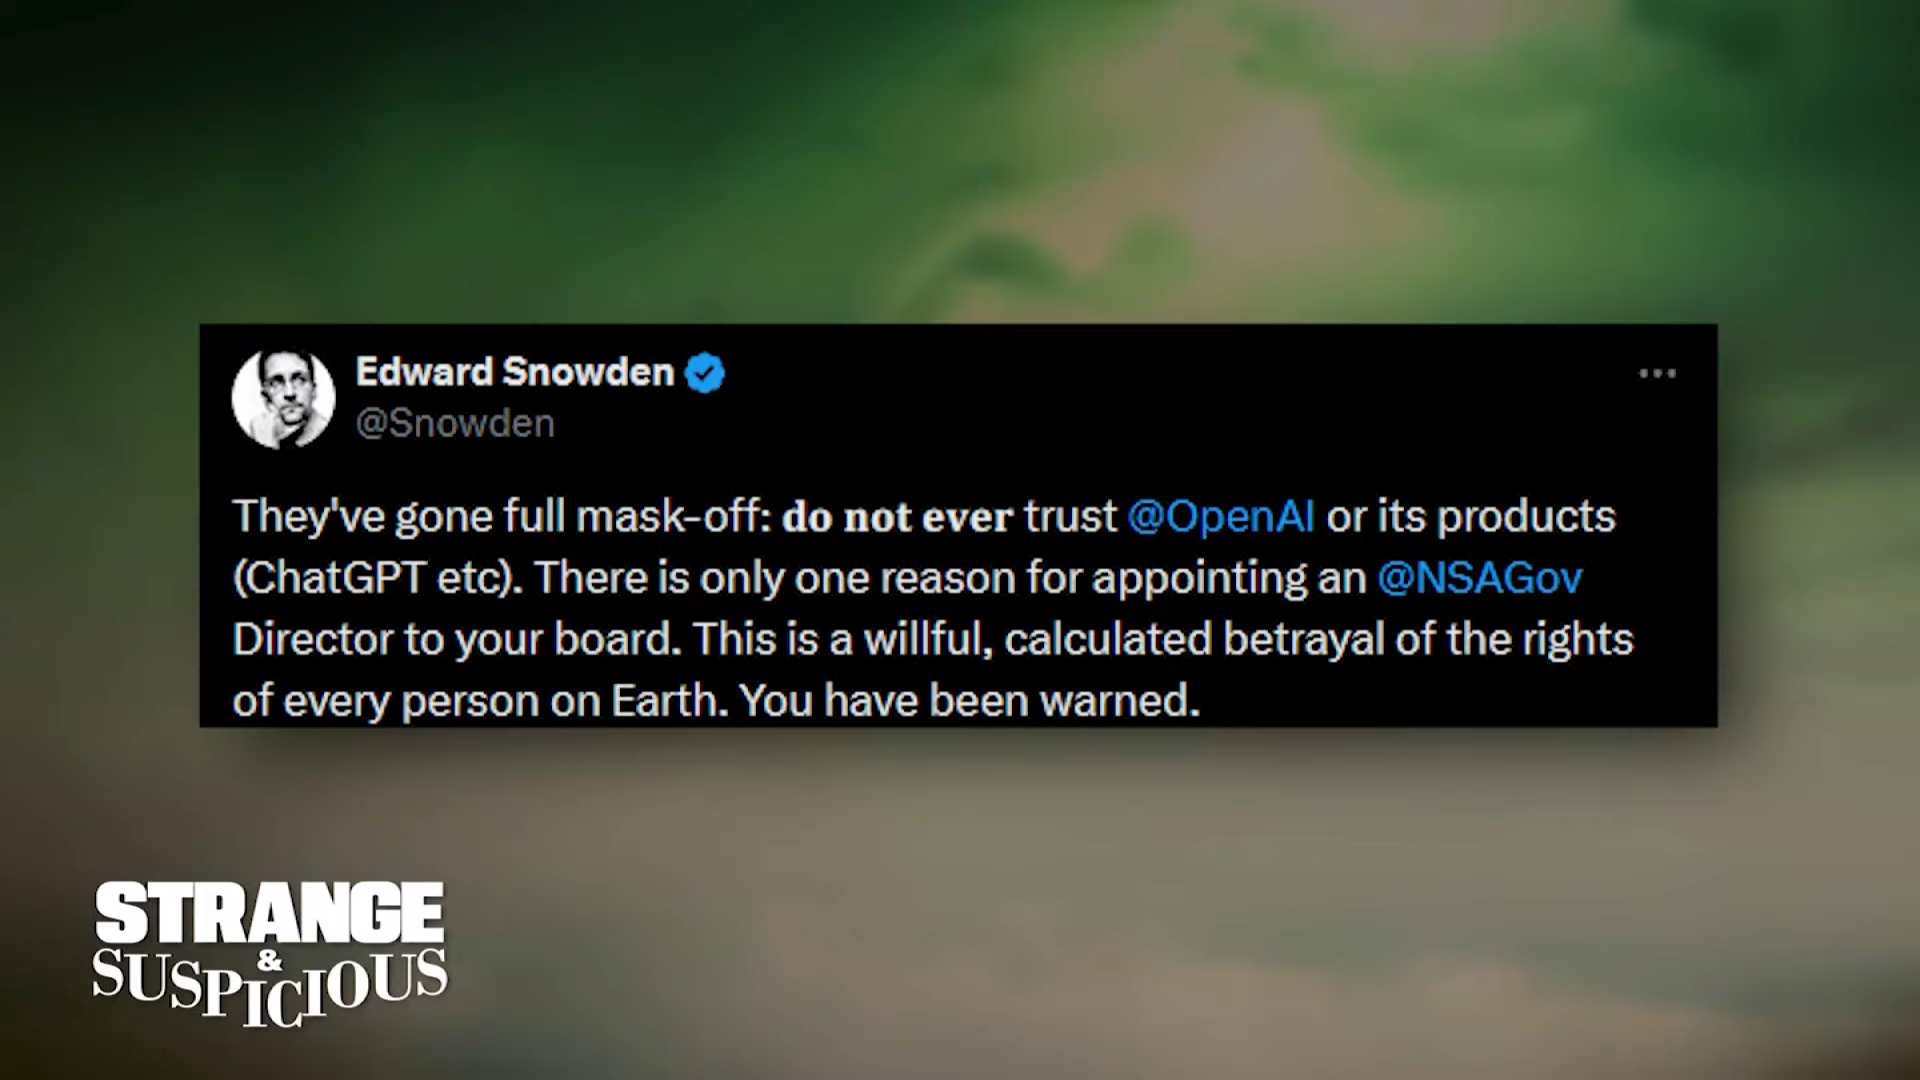 Edward Snowden
@Snowden
They've gone full mask-off: do not ever trust @OpenAI or its products
(ChatGPT etc). There is only one reason for appointing an @NSAGov
Director to your board. This is a willful, calculated betrayal of the rights
of every person on Earth. You have been warned.
STRANGE
&
SUSPICIOUS